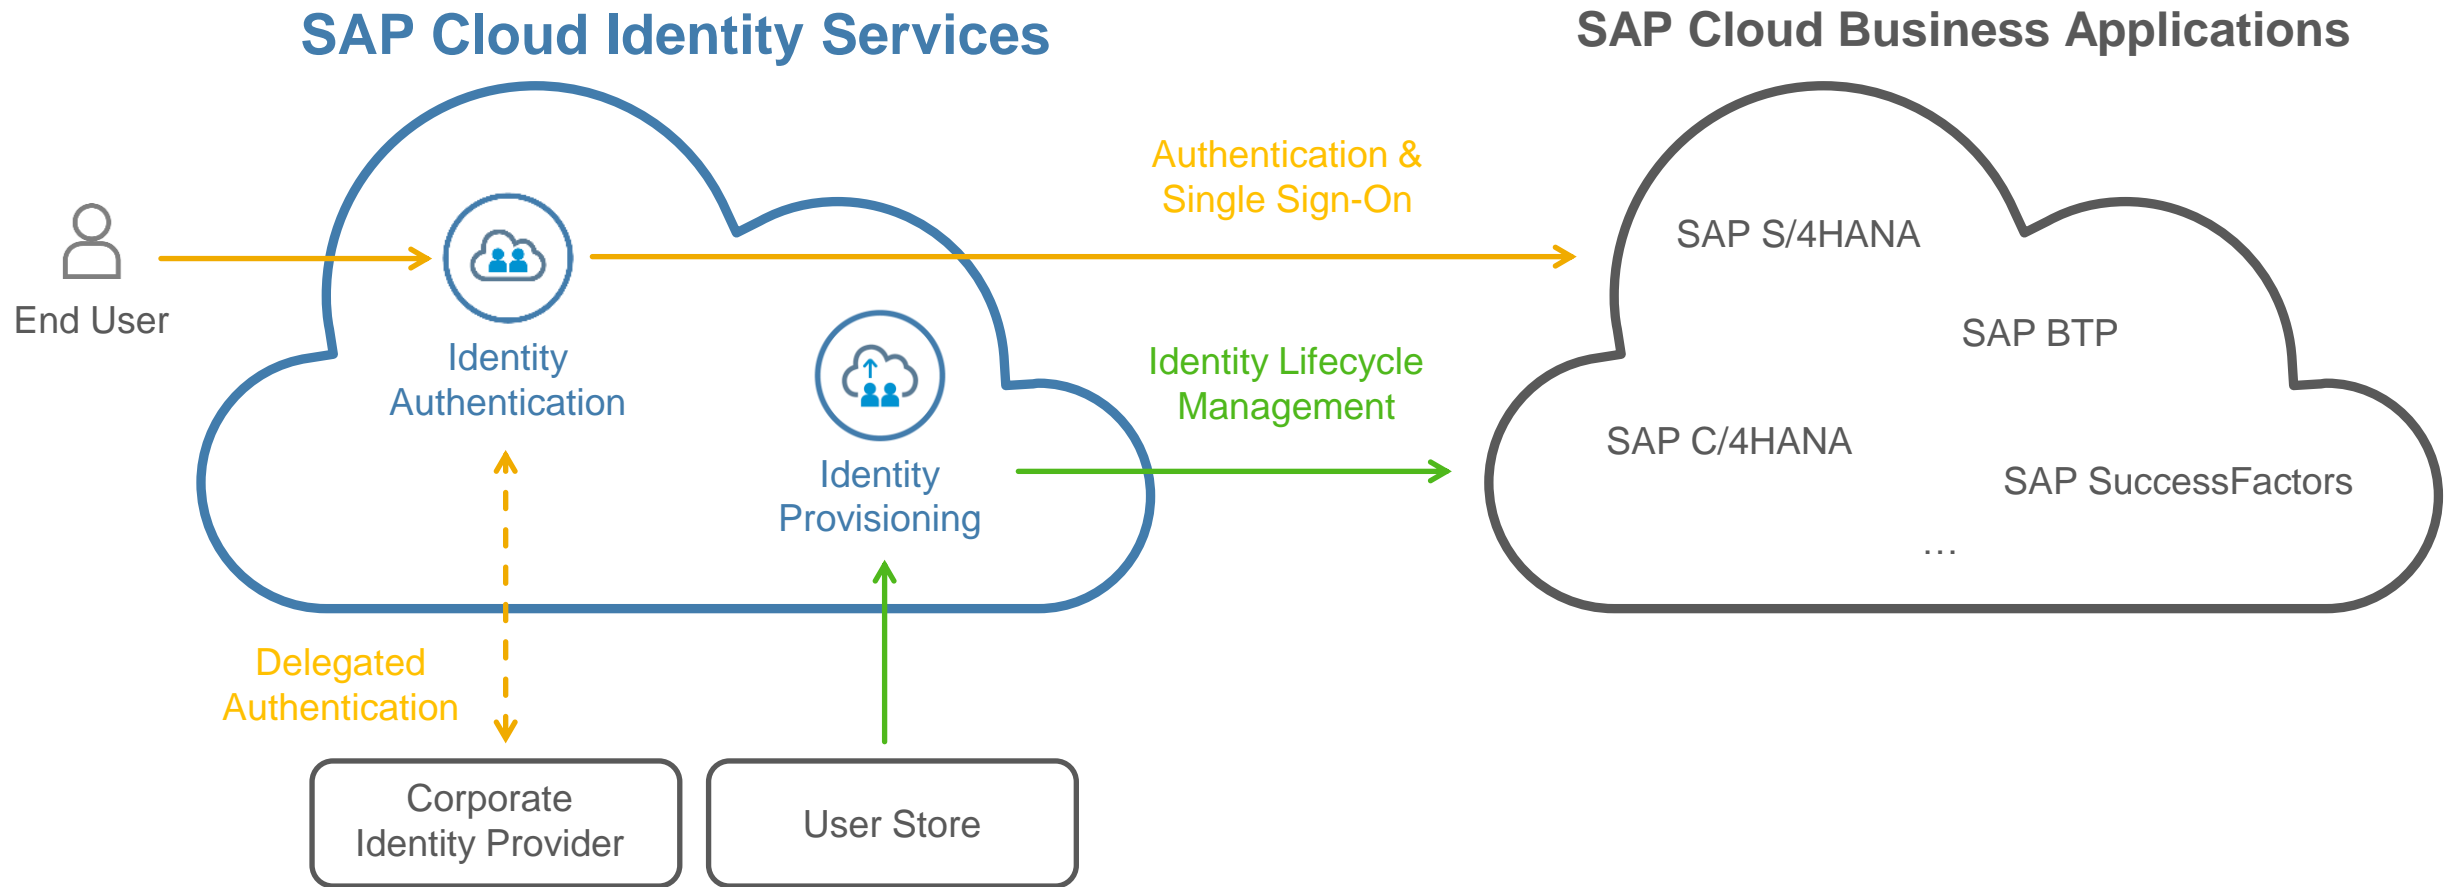 SAP Cloud Identity Services
SAP Cloud Business Applications
Authentication &
Single Sign-On
End User
Identity
Authentication
Identity
Provisioning
Identity Lifecycle
Management
SAP S/4HANA
SAP BTP
SAP C/4HANA
SAP SuccessFactors
…
Delegated
Authentication
Corporate
Identity Provider
User Store